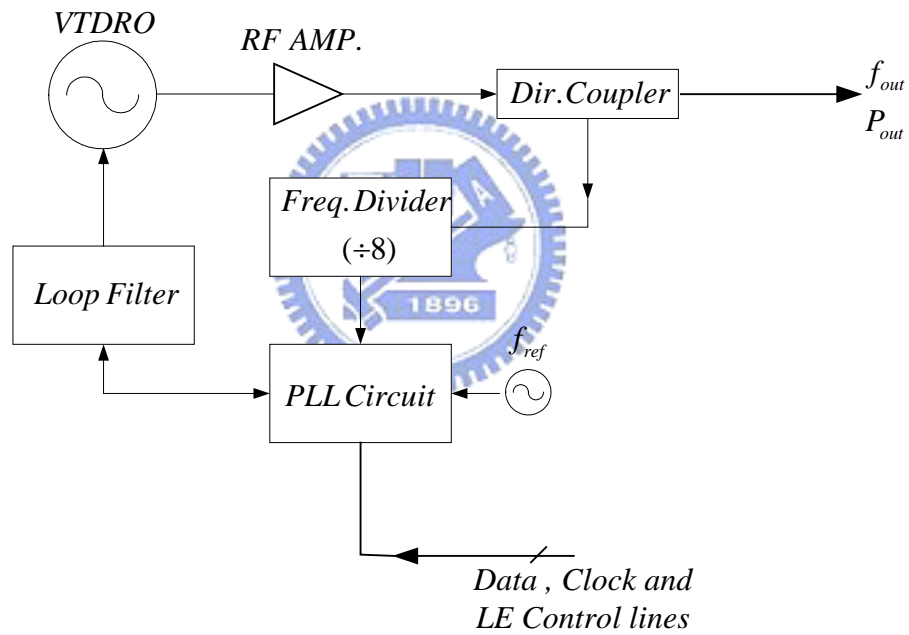 VTDRO
RF AMP.
Dir.Coupler
f_out
P_out
Freq.Divider
(÷8)
Loop Filter
1896
f_ref
PLL Circuit
Data , Clock and
LE Control lines